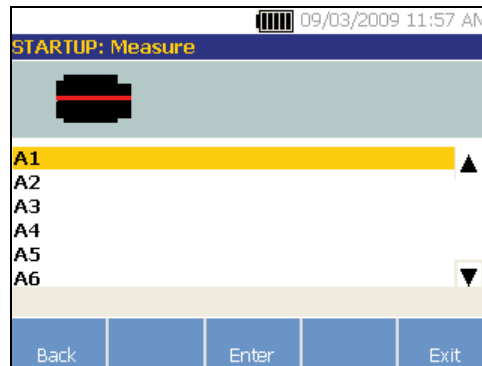 09/03/2009 11:57 AM
STARTUP: Measure
A1
A2
A3
A4
A5
A6
Back Enter Exit